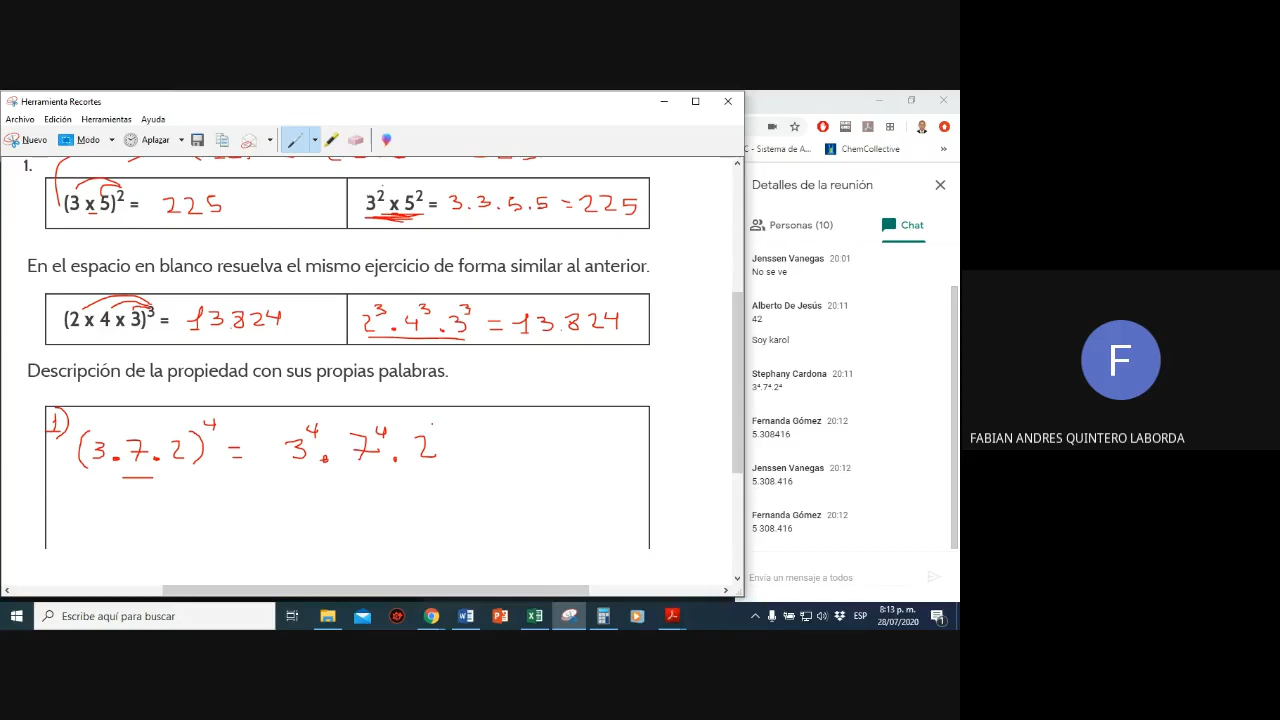 Herramienta Recortes
Archivo Edición Herramientas Ayuda
Nuevo Modo Aplazar
1.
(3 x 5)² = 225
3² x 5² = 3.3.5.5 = 225
En el espacio en blanco resuelva el mismo ejercicio de forma similar al anterior.
(2 x 4 x 3)³ = 13.824
2³ . 4³ . 3³ = 13.824
Descripción de la propiedad con sus propias palabras.
1) (3.7.2)⁴ = 3⁴ . 7⁴ . 2
C - Sistema de A... ChemCollective »
Detalles de la reunión
Personas (10) Chat
Jenssen Vanegas 20:01
No se ve
Alberto De Jesús 20:11
42
Soy karol
Stephany Cardona 20:11
3⁴.7⁴.2⁴
Fernanda Gómez 20:12
5.308416
Jenssen Vanegas 20:12
5.308.416
Fernanda Gómez 20:12
5 308.416
Envía un mensaje a todos
F
FABIAN ANDRES QUINTERO LABORDA
Escribe aquí para buscar
ESP
8:13 p. m.
28/07/2020
1